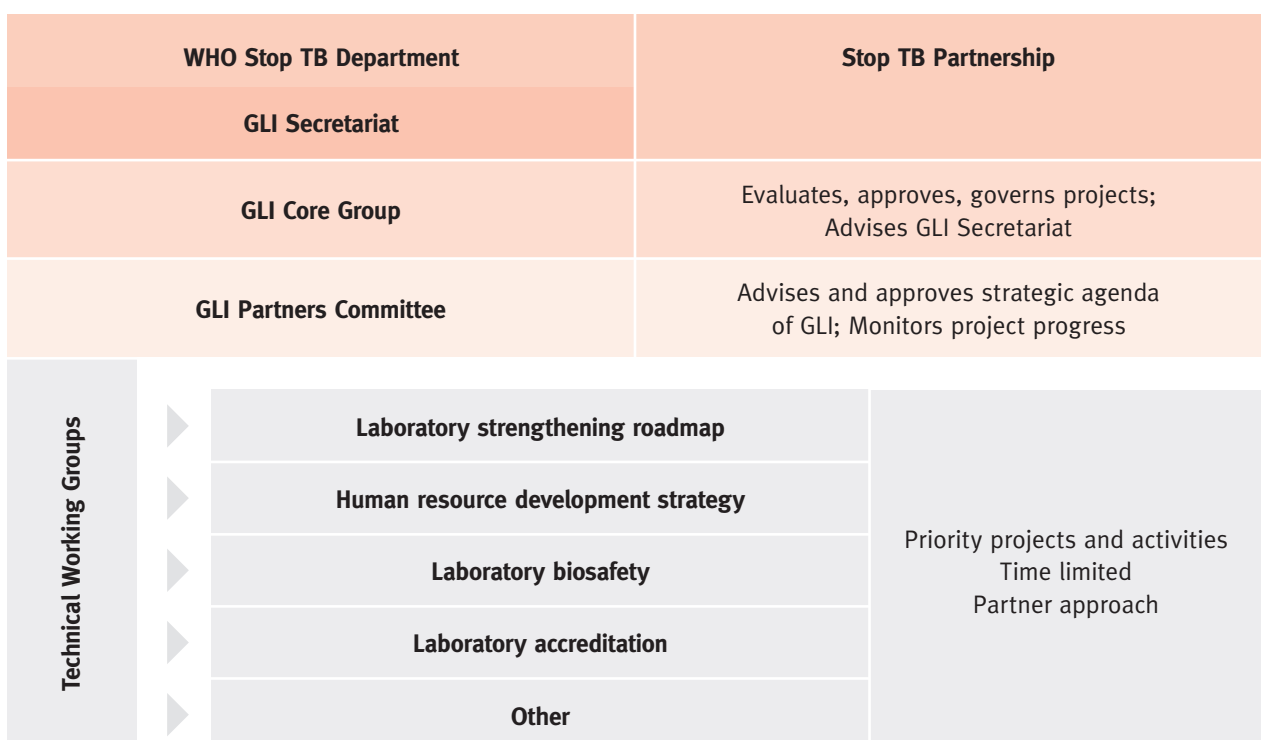 WHO Stop TB Department
Stop TB Partnership
GLI Secretariat
GLI Core Group
Evaluates, approves, governs projects;
Advises GLI Secretariat
GLI Partners Committee
Advises and approves strategic agenda
of GLI; Monitors project progress
Technical Working Groups
Laboratory strengthening roadmap
Human resource development strategy
Laboratory biosafety
Laboratory accreditation
Other
Priority projects and activities
Time limited
Partner approach